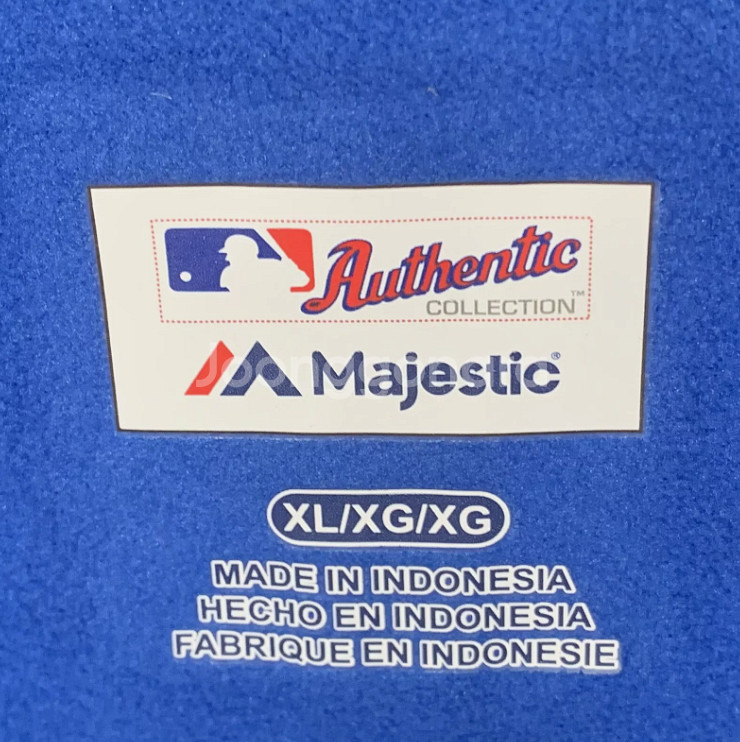 Authentic
COLLECTION™
Majestic®
XL/XG/XG
MADE IN INDONESIA
HECHO EN INDONESIA
FABRIQUE EN INDONESIE